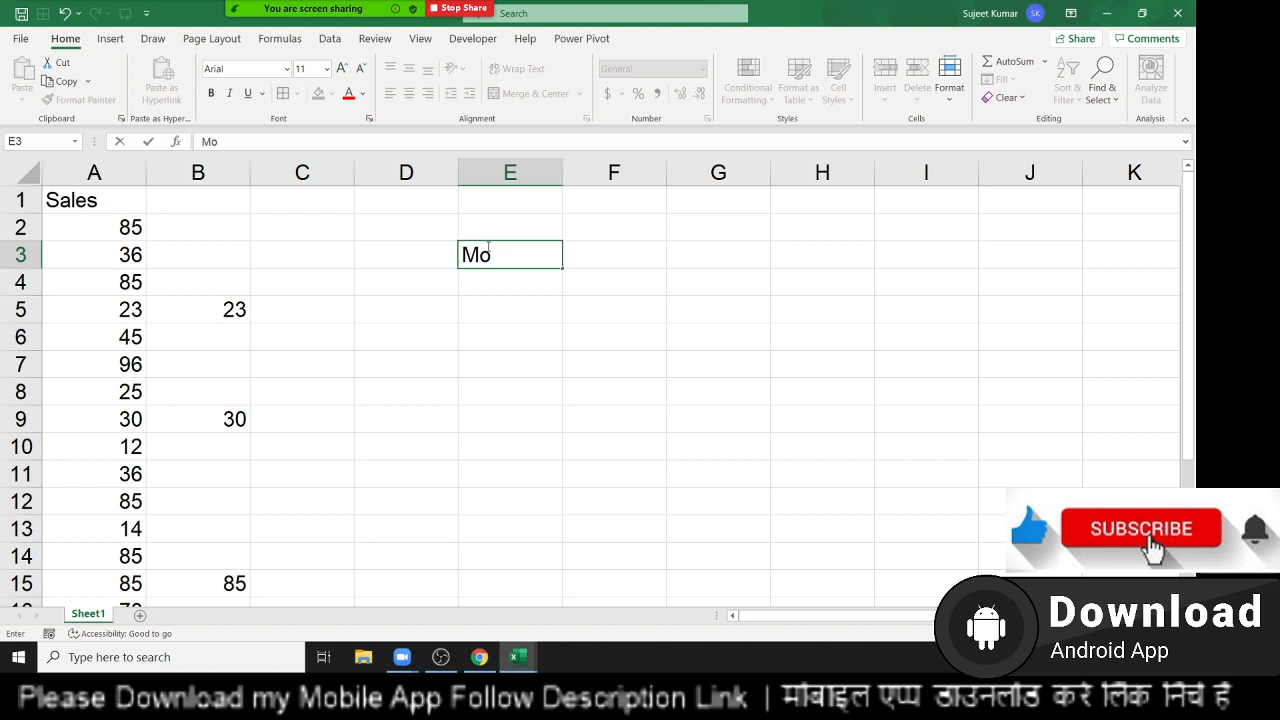 You are screen sharing
Stop Share
Search
Sujeet Kumar
SK
File Home Insert Draw Page Layout Formulas Data Review View Developer Help Power Pivot
Share
Comments
Paste
Cut
Copy
Format Painter
Clipboard
Paste as Hyperlink
Paste as Hyper...
Arial
11
B I U
Font
Wrap Text
Merge & Center
Alignment
General
$ % ,
Number
Conditional Formatting
Format as Table
Cell Styles
Styles
Insert
Delete
Format
Cells
AutoSum
Fill
Clear
Sort & Filter
Find & Select
Editing
Analyze Data
Analysis
E3
fx
Mo
A B C D E F G H I J K
1 Sales
2 85
3 36 Mo
4 85
5 23 23
6 45
7 96
8 25
9 30 30
10 12
11 36
12 85
13 14
14 85
15 85 85
SUBSCRIBE
Sheet1
Enter
Accessibility: Good to go
Download
Android App
Type here to search
Please Download my Mobile App Follow Description Link | मोबाइल एप्प डाउनलोड करे लिंक निचे है